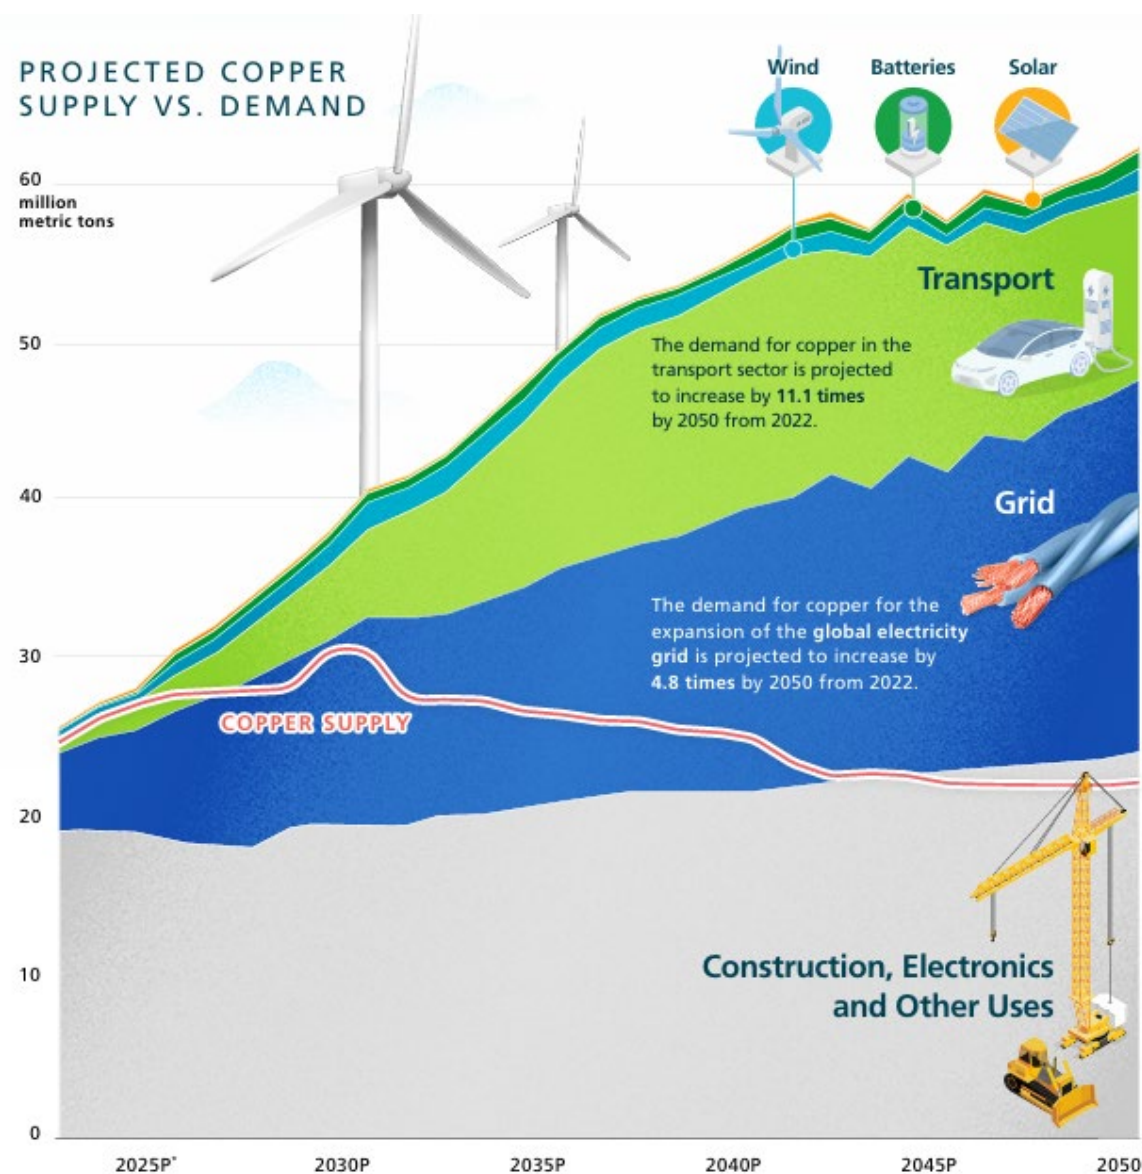 PROJECTED COPPER
SUPPLY VS. DEMAND
Wind
Batteries
Solar
60
million
metric tons
50
40
30
20
10
0
Transport
The demand for copper in the
transport sector is projected
to increase by 11.1 times
by 2050 from 2022.
Grid
The demand for copper for the
expansion of the global electricity
grid is projected to increase by
4.8 times by 2050 from 2022.
COPPER SUPPLY
Construction, Electronics
and Other Uses
2025P*
2030P
2035P
2040P
2045P
2050